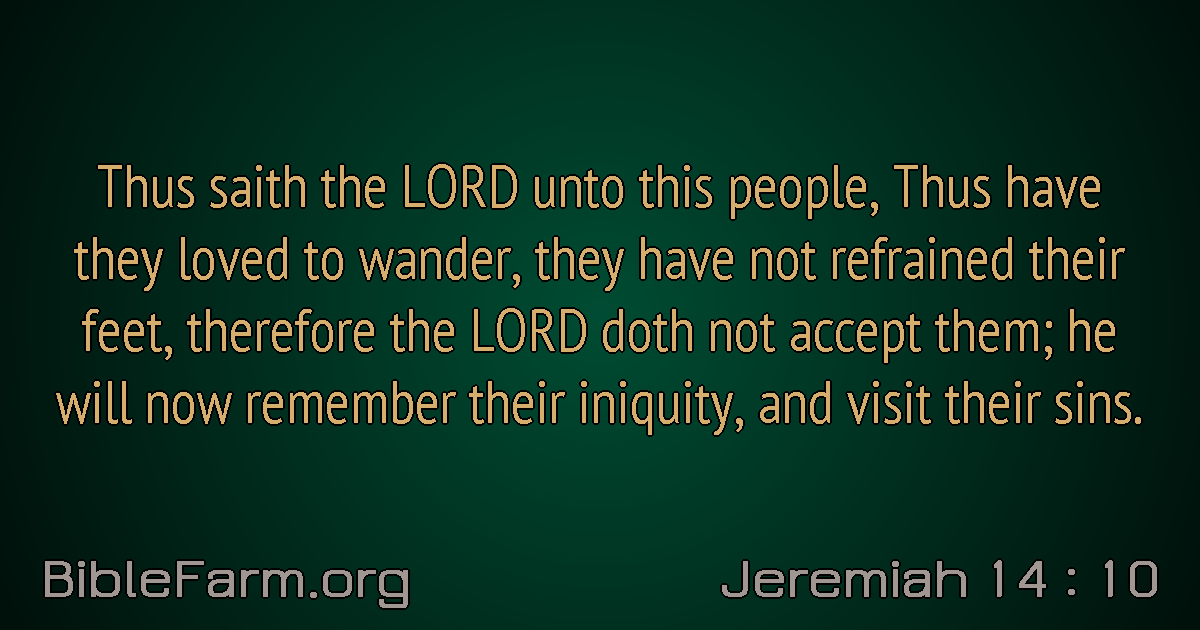 Thus saith the LORD unto this people, Thus have
they loved to wander, they have not refrained their
feet, therefore the LORD doth not accept them; he
will now remember their iniquity, and visit their sins.
BibleFarm.org
Jeremiah 14 : 10